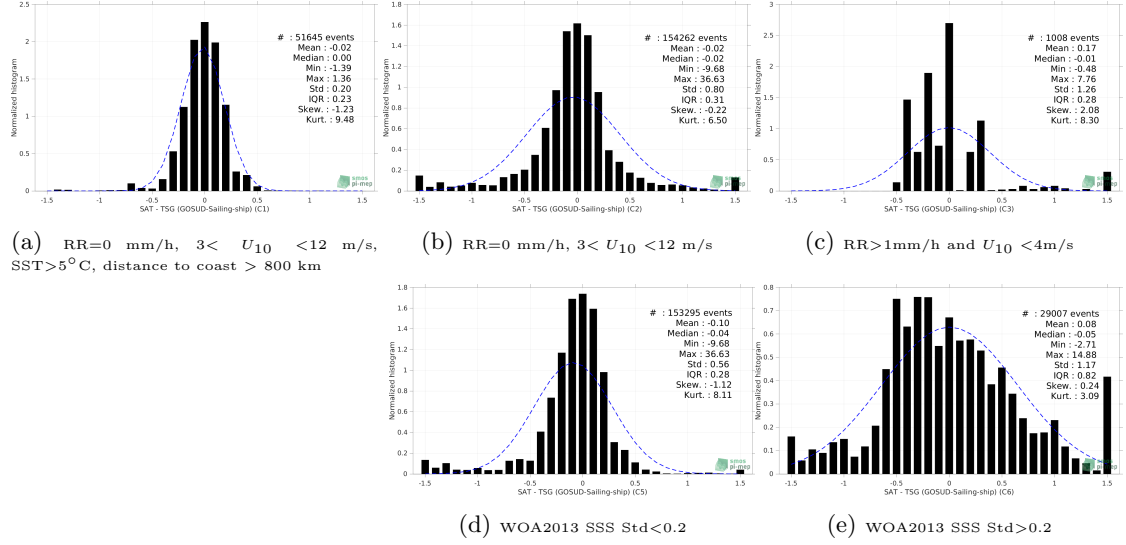 Normalized histogram
2.5
2
1.5
1
0.5
0
# : 51645 events
Mean : -0.02
Median : 0.00
Min : -1.39
Max : 1.36
Std : 0.20
IQR : 0.23
Skew. : -1.23
Kurt. : 9.48
smos
pi-mep
-1.5 -1 -0.5 0 0.5 1 1.5
SAT - TSG (GOSUD-Sailing-ship) (C1)
(a) RR=0 mm/h, 3< U10 <12 m/s,
SST>5°C, distance to coast > 800 km
Normalized histogram
1.8
1.6
1.4
1.2
1
0.8
0.6
0.4
0.2
0
# : 154262 events
Mean : -0.02
Median : -0.02
Min : -9.68
Max : 36.63
Std : 0.80
IQR : 0.31
Skew. : -0.22
Kurt. : 6.50
smos
pi-mep
-1.5 -1 -0.5 0 0.5 1 1.5
SAT - TSG (GOSUD-Sailing-ship) (C2)
(b) RR=0 mm/h, 3< U10 <12 m/s
Normalized histogram
3
2.5
2
1.5
1
0.5
0
# : 1008 events
Mean : 0.17
Median : -0.01
Min : -0.48
Max : 7.76
Std : 1.26
IQR : 0.28
Skew. : 2.08
Kurt. : 8.30
smos
pi-mep
-1.5 -1 -0.5 0 0.5 1 1.5
SAT - TSG (GOSUD-Sailing-ship) (C3)
(c) RR>1mm/h and U10 <4m/s
Normalized histogram
1.8
1.6
1.4
1.2
1
0.8
0.6
0.4
0.2
0
# : 153295 events
Mean : -0.10
Median : -0.04
Min : -9.68
Max : 36.63
Std : 0.56
IQR : 0.28
Skew. : -1.12
Kurt. : 8.11
smos
pi-mep
-1.5 -1 -0.5 0 0.5 1 1.5
SAT - TSG (GOSUD-Sailing-ship) (C5)
(d) WOA2013 SSS Std<0.2
Normalized histogram
0.8
0.7
0.6
0.5
0.4
0.3
0.2
0.1
0
# : 29007 events
Mean : 0.08
Median : -0.05
Min : -2.71
Max : 14.88
Std : 1.17
IQR : 0.82
Skew. : 0.24
Kurt. : 3.09
smos
pi-mep
-1.5 -1 -0.5 0 0.5 1 1.5
SAT - TSG (GOSUD-Sailing-ship) (C6)
(e) WOA2013 SSS Std>0.2